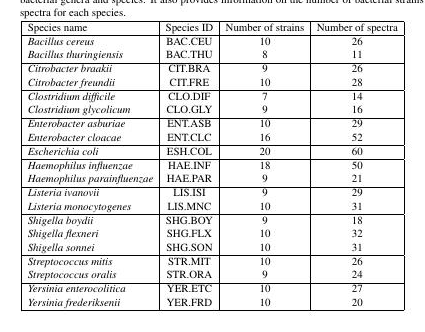 bacterial genera and species. It also provides information on the number of bacterial strains
spectra for each species.
Species name Species ID Number of strains Number of spectra
Bacillus cereus BAC.CEU 10 26
Bacillus thuringiensis BAC.THU 8 11
Citrobacter braakii CIT.BRA 9 26
Citrobacter freundii CIT.FRE 10 28
Clostridium difficile CLO.DIF 7 14
Clostridium glycolicum CLO.GLY 9 16
Enterobacter asburiae ENT.ASB 10 29
Enterobacter cloacae ENT.CLC 16 52
Escherichia coli ESH.COL 20 60
Haemophilus influenzae HAE.INF 18 50
Haemophilus parainfluenzae HAE.PAR 9 21
Listeria ivanovii LIS.ISI 9 29
Listeria monocytogenes LIS.MNC 10 31
Shigella boydii SHG.BOY 9 18
Shigella flexneri SHG.FLX 10 32
Shigella sonnei SHG.SON 10 31
Streptococcus mitis STR.MIT 10 26
Streptococcus oralis STR.ORA 9 24
Yersinia enterocolitica YER.ETC 10 27
Yersinia frederiksenii YER.FRD 10 20